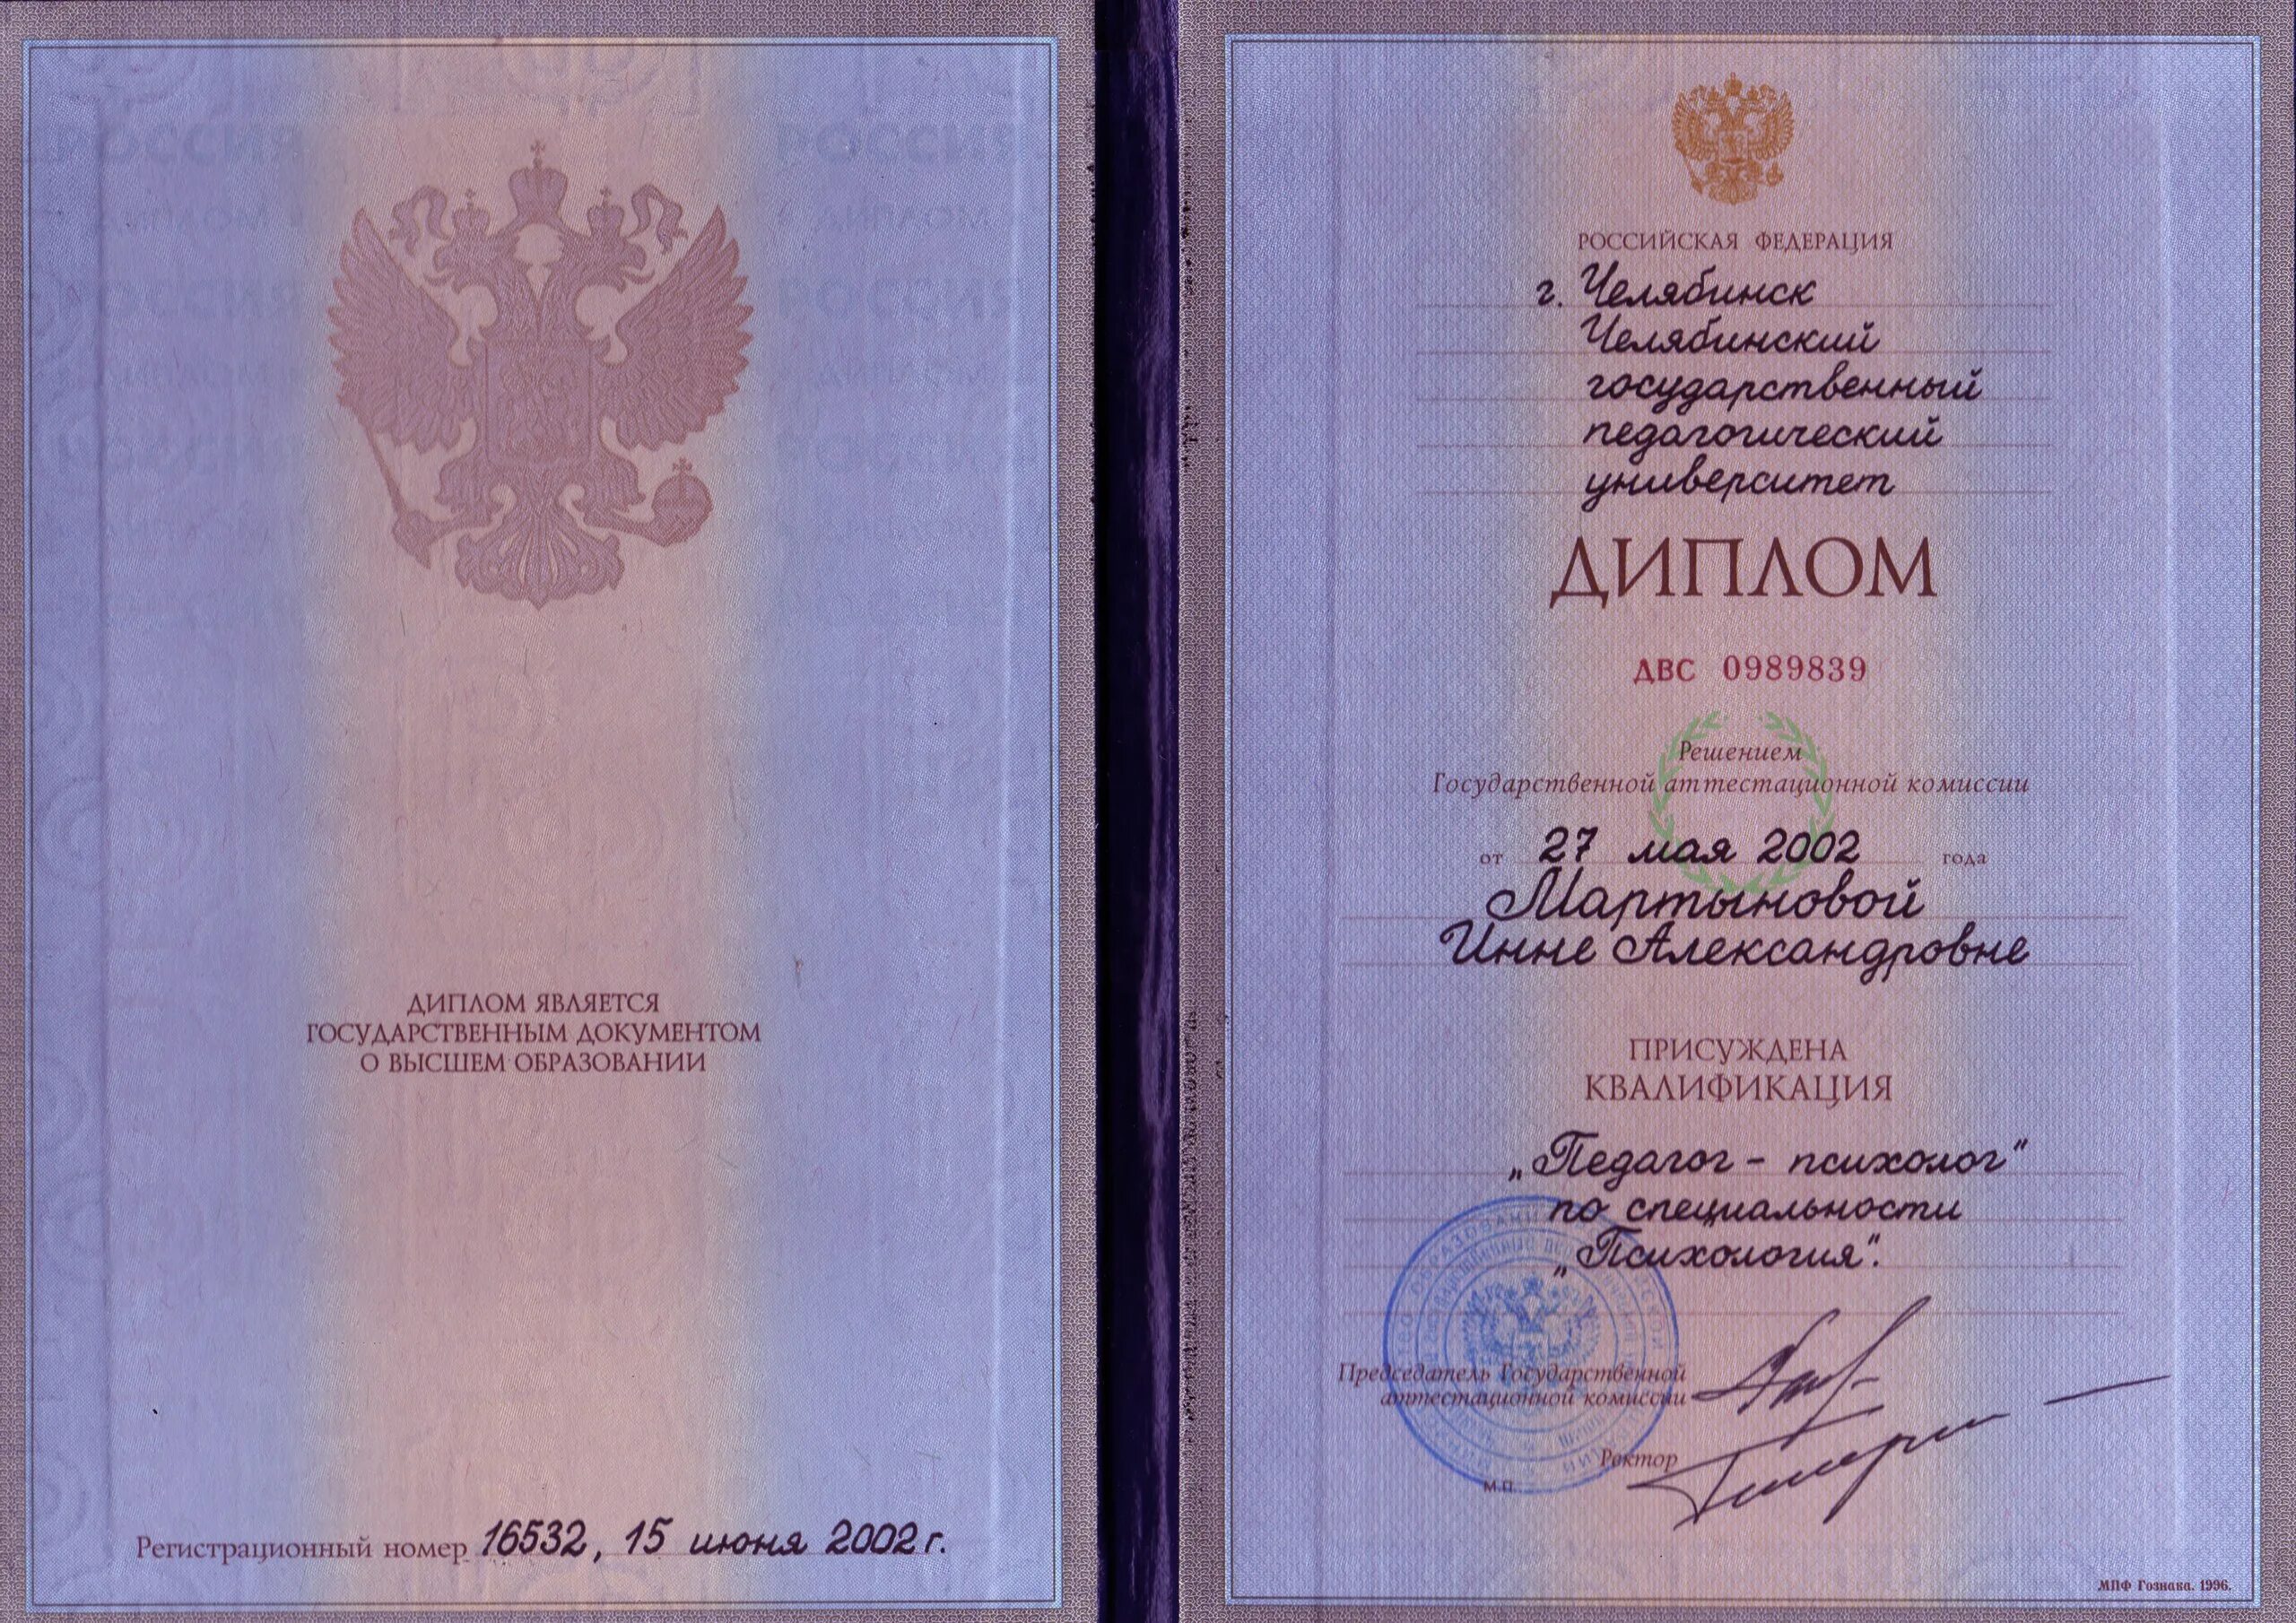 ДИПЛОМ ЯВЛЯЕТСЯ
ГОСУДАРСТВЕННЫМ ДОКУМЕНТОМ
О ВЫСШЕМ ОБРАЗОВАНИИ
Регистрационный номер 16532, 15 июня 2002 г.
РОССИЙСКАЯ ФЕДЕРАЦИЯ
г. Челябинск
Челябинский
государственный
педагогический
университет
ДИПЛОМ
ДВС 0989839
Решением
Государственной аттестационной комиссии
от 27 мая 2002 года
Мартыновой
Инне Александровне
ПРИСУЖДЕНА
КВАЛИФИКАЦИЯ
„Педагог - психолог“
по специальности
„Психология“.
Председатель Государственной
аттестационной комиссии
Ректор
М.П.
МПФ Гознака. 1996.